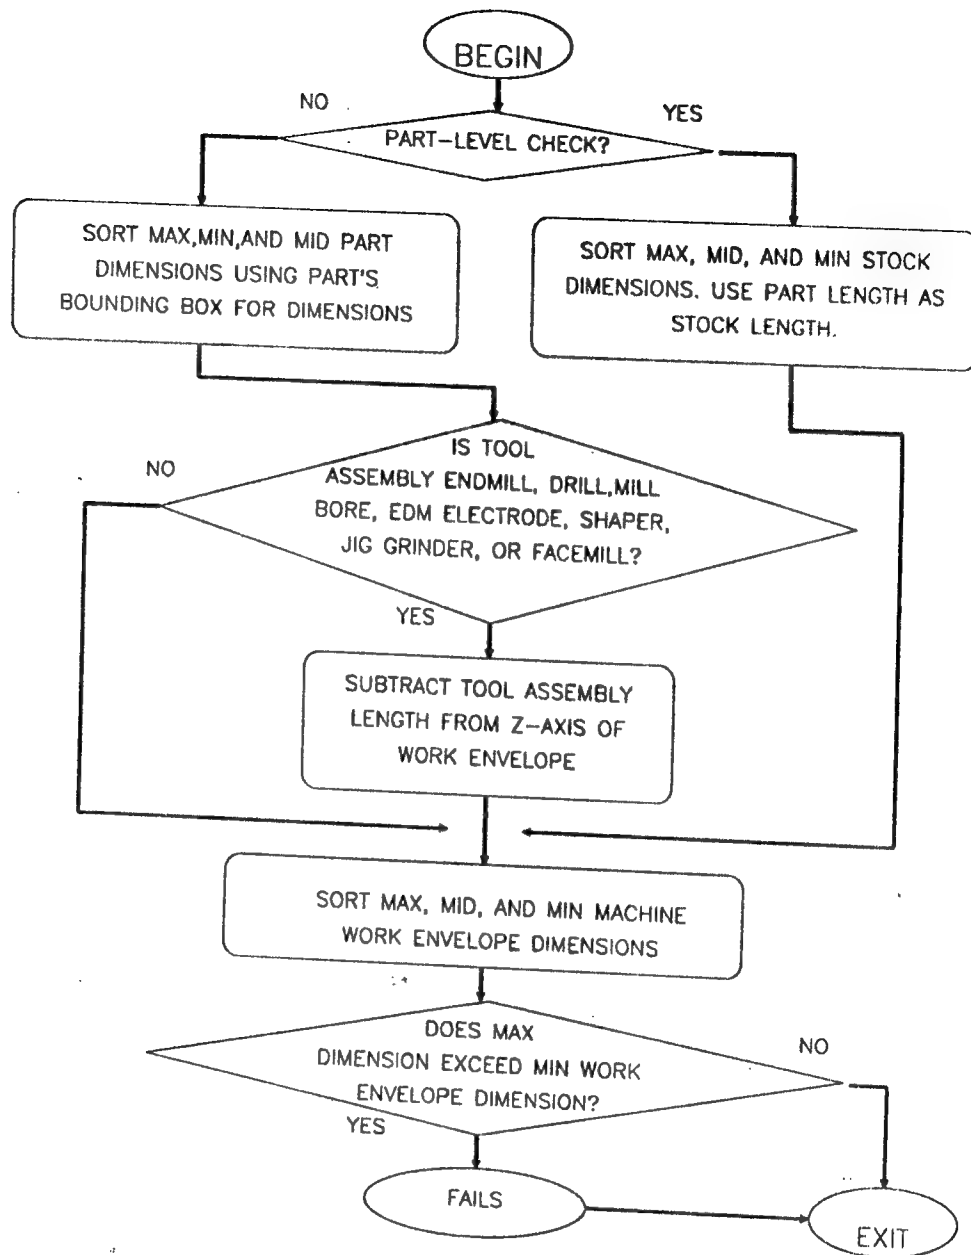 BEGIN
NO
YES
PART-LEVEL CHECK?
SORT MAX,MIN,AND MID PART
DIMENSIONS USING PART'S
BOUNDING BOX FOR DIMENSIONS
SORT MAX, MID, AND MIN STOCK
DIMENSIONS. USE PART LENGTH AS
STOCK LENGTH.
NO
IS TOOL
ASSEMBLY ENDMILL, DRILL,MILL
BORE, EDM ELECTRODE, SHAPER,
JIG GRINDER, OR FACEMILL?
YES
SUBTRACT TOOL ASSEMBLY
LENGTH FROM Z-AXIS OF
WORK ENVELOPE
SORT MAX, MID, AND MIN MACHINE
WORK ENVELOPE DIMENSIONS
DOES MAX
DIMENSION EXCEED MIN WORK
ENVELOPE DIMENSION?
NO
YES
FAILS
EXIT